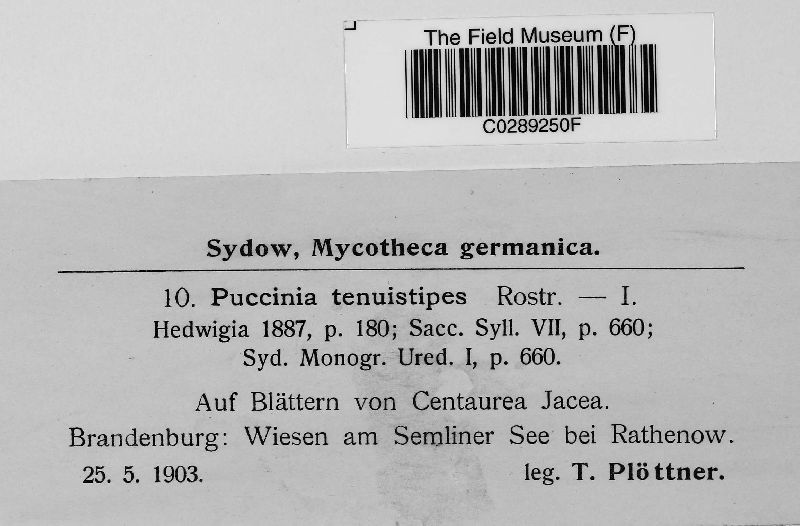 The Field Museum (F)
C0289250F
Sydow, Mycotheca germanica.
10. Puccinia tenuistipes Rostr. — I.
Hedwigia 1887, p. 180; Sacc. Syll. VII, p. 660;
Syd. Monogr. Ured. I, p. 660.
Auf Blättern von Centaurea Jacea.
Brandenburg: Wiesen am Semliner See bei Rathenow.
25. 5. 1903. leg. T. Plöttner.